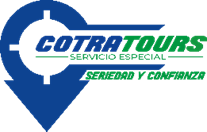 COTRATOURS
SERVICIO ESPECIAL
SERIEDAD Y CONFIANZA